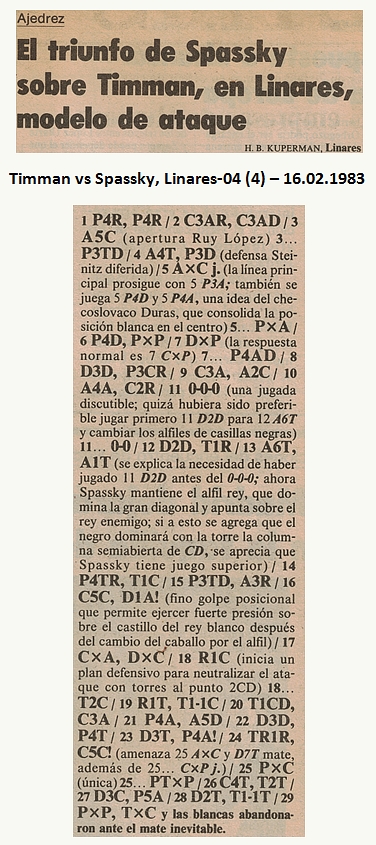 Ajedrez
El triunfo de Spassky
sobre Timman, en Linares,
modelo de ataque
H. B. KUPERMAN, Linares
Timman vs Spassky, Linares-04 (4) – 16.02.1983
1 P4R, P4R / 2 C3AR, C3AD / 3
A5C (apertura Ruy López) 3...
P3TD / 4 A4T, P3D (defensa Stei-
nitz diferida) / 5 A×C j. (la línea prin-
cipal prosigue con 5 P3A; también se
juega 5 P4D y 5 P4A, una idea del che-
coslovaco Duras, que consolida la po-
sición blanca en el centro) 5... P×A /
6 P4D, P×P / 7 D×P (la respuesta
normal es 7 C×P) 7... P4AD / 8
D3D, P3CR / 9 C3A, A2C / 10
A4A, C2R / 11 0-0-0 (una jugada
discutible; quizá hubiera sido preferi-
ble jugar primero 11 D2D para 12 A6T
y cambiar los alfiles de casillas negras)
11... 0-0 / 12 D2D, T1R / 13 A6T,
A1T (se explica la necesidad de haber
jugado 11 D2D antes del 0-0-0; ahora
Spassky mantiene el alfil rey, que do-
mina la gran diagonal y apunta sobre el
rey enemigo; si a esto se agrega que el
negro dominará con la torre la colum-
na semiabierta de CD, se aprecia que
Spassky tiene juego superior) / 14
P4TR, T1C / 15 P3TD, A3R / 16
C5C, D1A! (fino golpe posicional
que permite ejercer fuerte presión so-
bre el castillo del rey blanco después
del cambio del caballo por el alfil) / 17
C×A, D×C / 18 R1C (inicia un
plan defensivo para neutralizar el ata-
que con torres al punto 2CD) 18...
T2C / 19 R1T, T1-1C / 20 T1CD,
C3A / 21 P4A, A5D / 22 D3D,
P4T / 23 D3T, P4A! / 24 TR1R,
C5C! (amenaza 25 A×C y D7T mate,
además de 25... C×P j.) / 25 P×C
(única) 25... PT×P / 26 C4T, T2T /
27 D3C, P5A / 28 D2T, T1-1T / 29
P×P, T×C y las blancas abandona-
ron ante el mate inevitable.